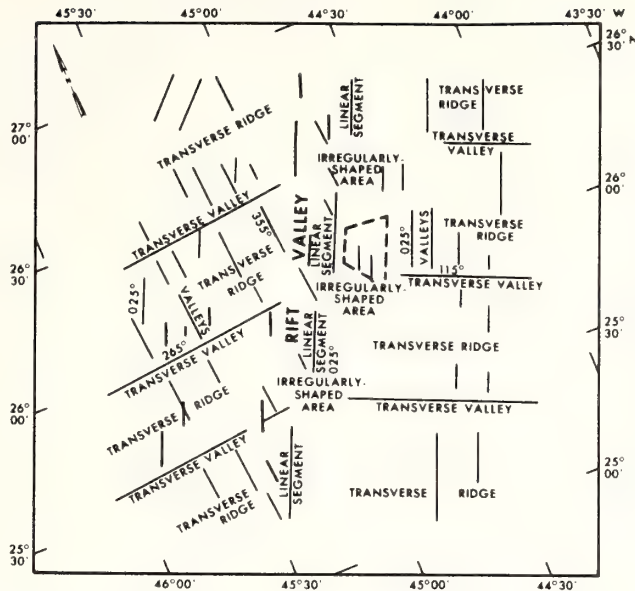 45°30' 45°00' 44°30' 44°00' 43°30' W
26°
30' N
27°
00'
26°
00'
26°
30'
25°
30'
26°
00'
25°
00'
25°
30'
46°00' 45°30' 45°00' 44°30'
TRANSVERSE RIDGE
LINEAR
SEGMENT
TRANSVERSE
RIDGE
TRANSVERSE
VALLEY
IRREGULARLY-
SHAPED
AREA
TRANSVERSE VALLEY
355°
VALLEY
LINEAR
SEGMENT
025°
VALLEYS
TRANSVERSE
RIDGE
115°
TRANSVERSE VALLEY
IRREGULARLY-
SHAPED
AREA
TRANSVERSE
RIDGE
025°
VALLEYS
265°
TRANSVERSE VALLEY
RIFT
LINEAR
SEGMENT
025°
TRANSVERSE RIDGE
IRREGULARLY-
SHAPED
AREA
TRANSVERSE VALLEY
TRANSVERSE RIDGE
TRANSVERSE VALLEY
LINEAR
SEGMENT
TRANSVERSE
RIDGE
TRANSVERSE RIDGE